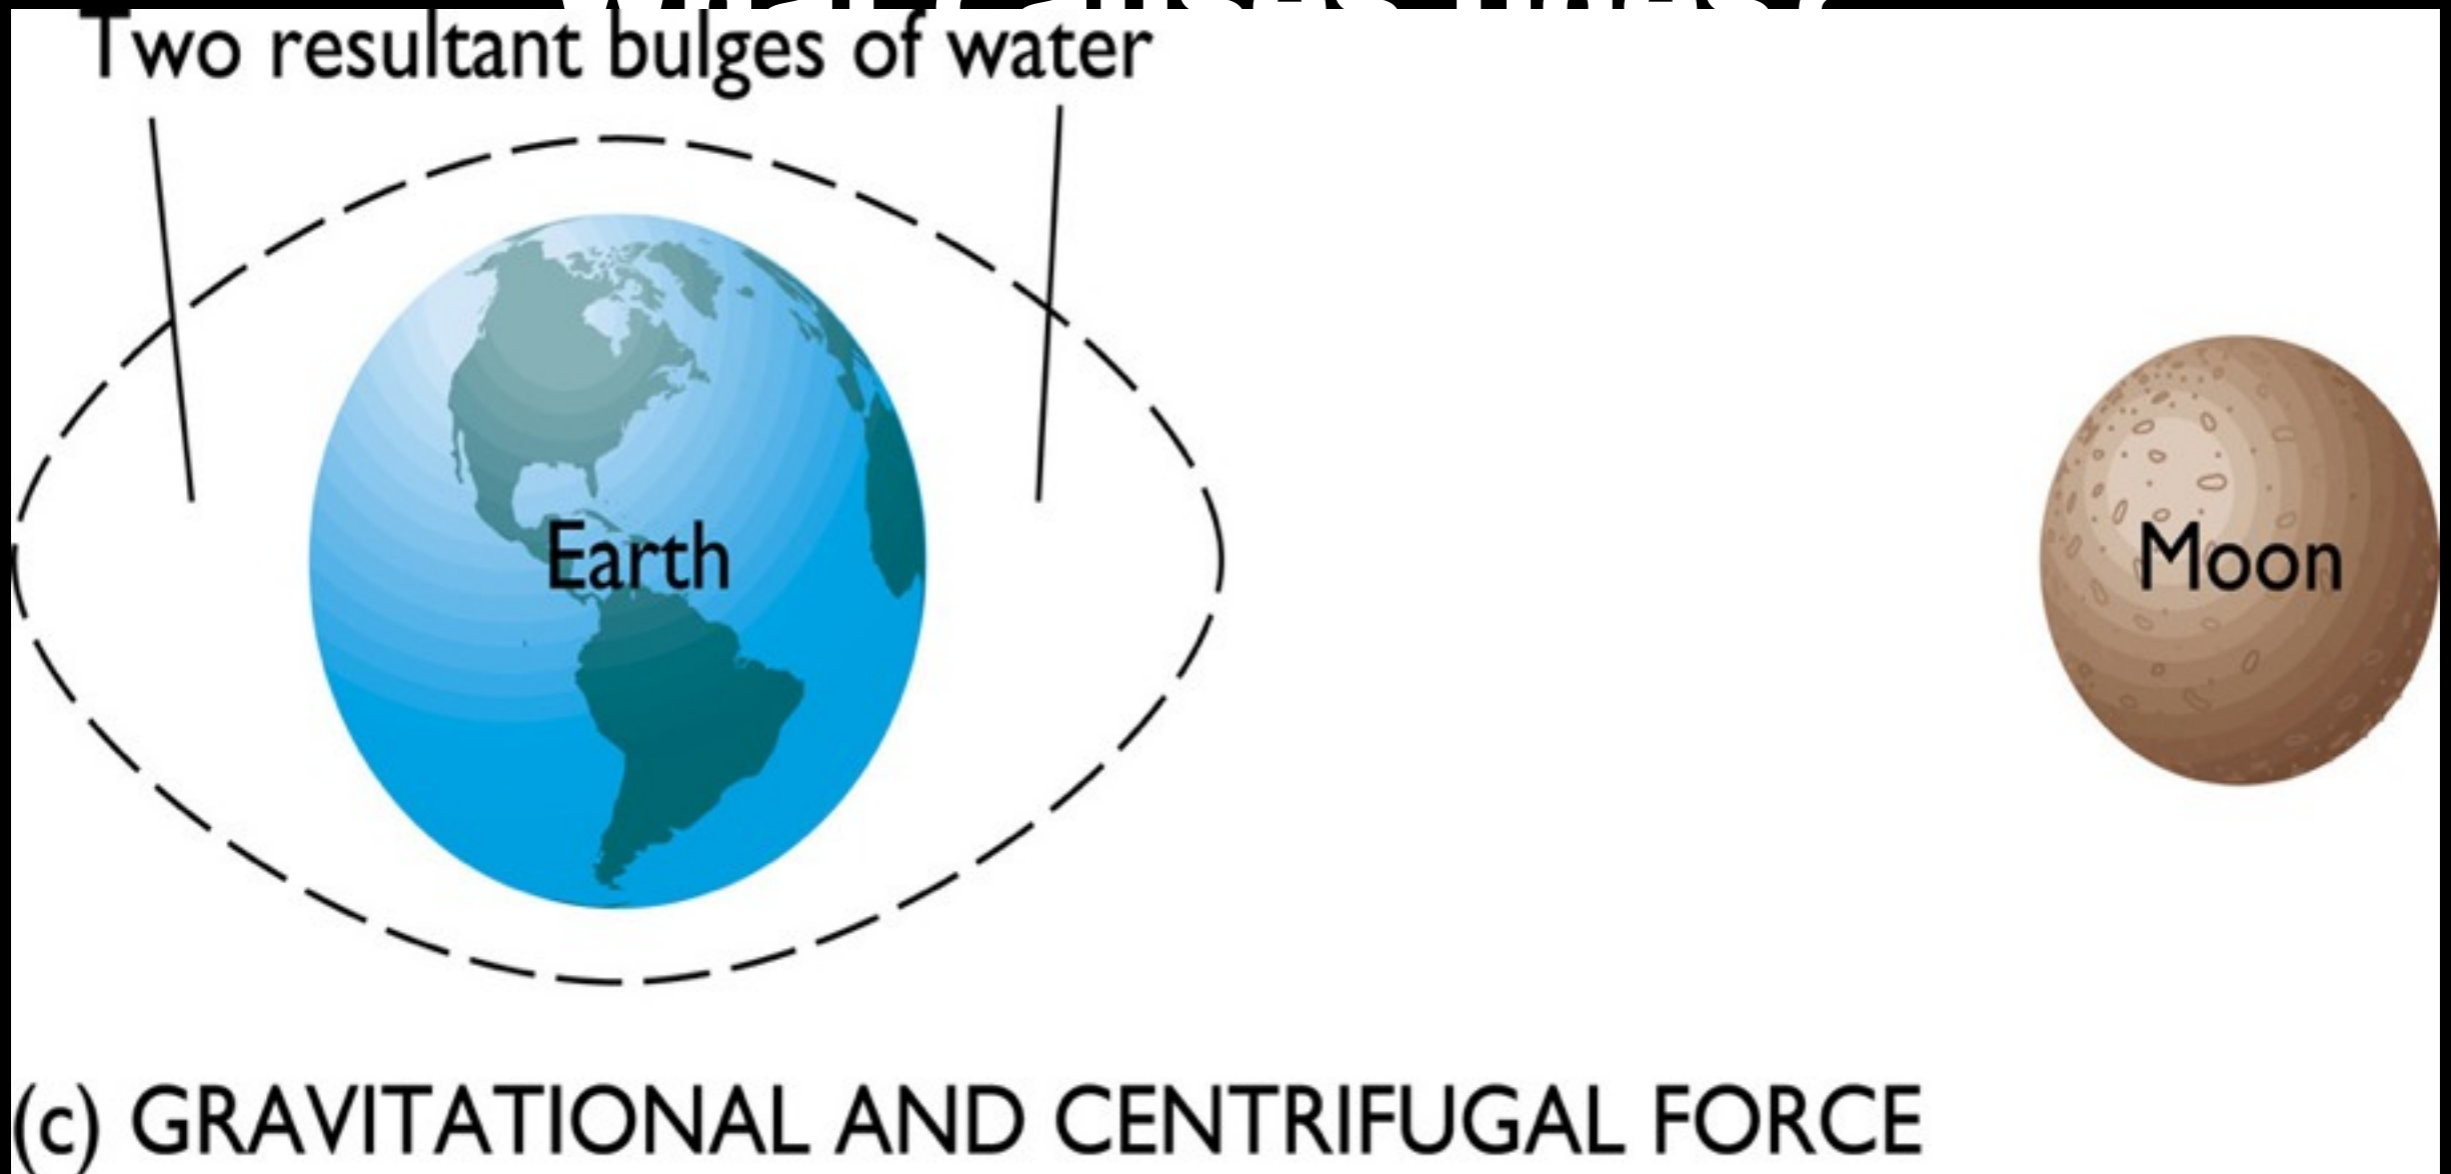 Two resultant bulges of water
Earth
Moon
(c) GRAVITATIONAL AND CENTRIFUGAL FORCE